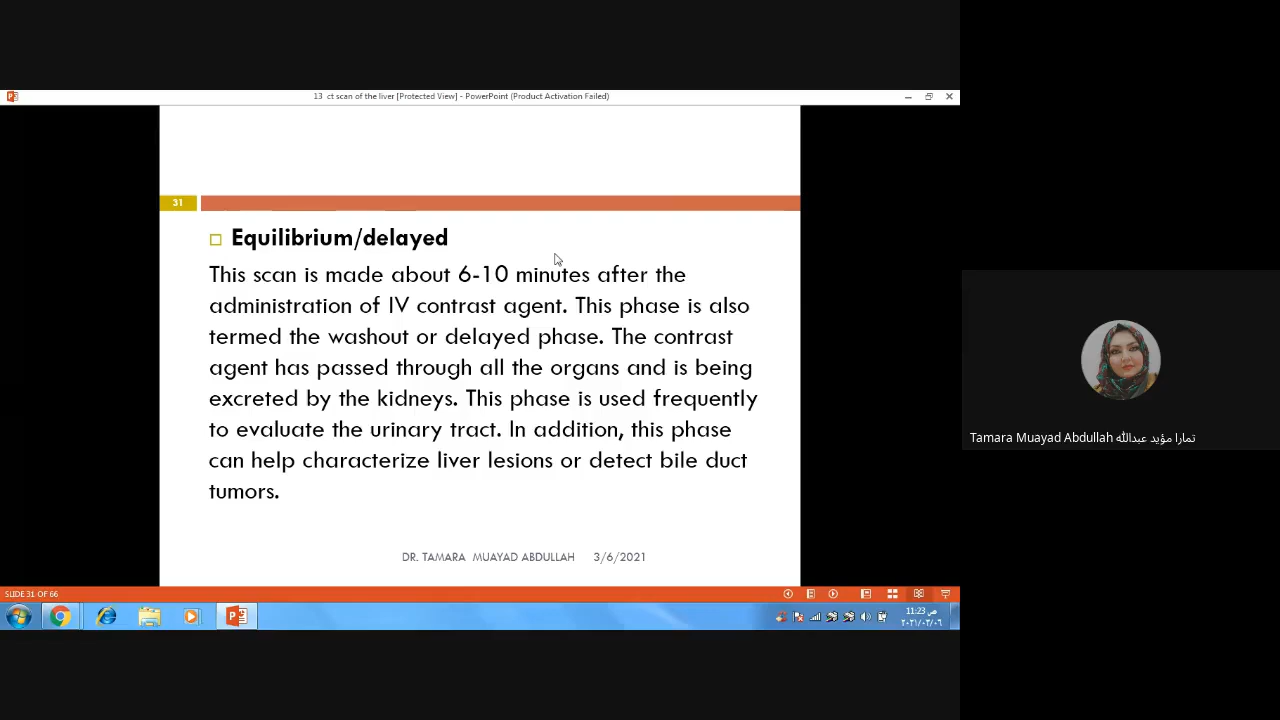 13 ct scan of the liver [Protected View] - PowerPoint (Product Activation Failed)
31
Equilibrium/delayed
This scan is made about 6-10 minutes after the
administration of IV contrast agent. This phase is also
termed the washout or delayed phase. The contrast
agent has passed through all the organs and is being
excreted by the kidneys. This phase is used frequently
to evaluate the urinary tract. In addition, this phase
can help characterize liver lesions or detect bile duct
tumors.
DR. TAMARA MUAYAD ABDULLAH 3/6/2021
Tamara Muayad Abdullah تمارا مؤيد عبدالله
SLIDE 31 OF 66
11:23 ص
٢٠٢١/٠٣/٠٦